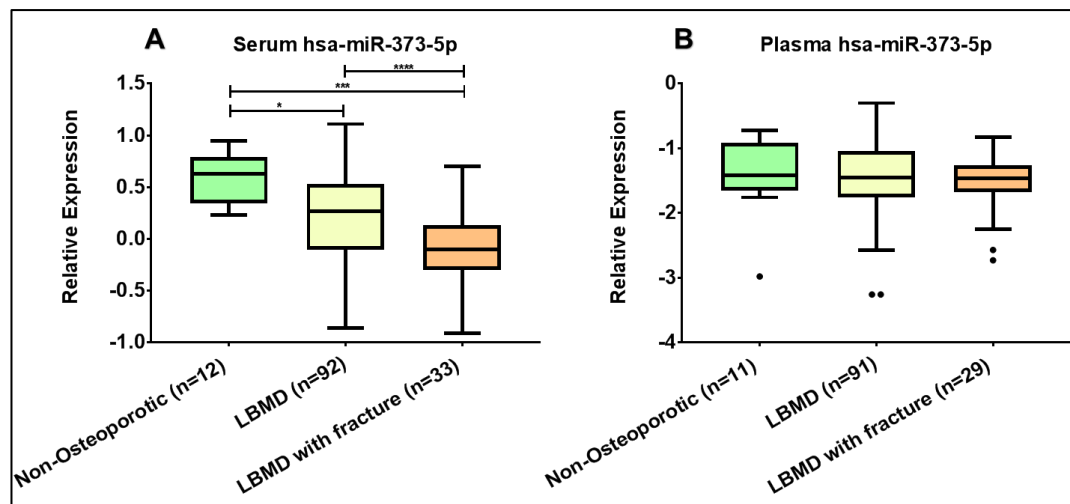 A
Serum hsa-miR-373-5p
****
***
*
Relative Expression
1.5
1.0
0.5
0.0
-0.5
-1.0
Non-Osteoporotic (n=12)
LBMD (n=92)
LBMD with fracture (n=33)
B
Plasma hsa-miR-373-5p
Relative Expression
0
-1
-2
-3
-4
Non-Osteoporotic (n=11)
LBMD (n=91)
LBMD with fracture (n=29)